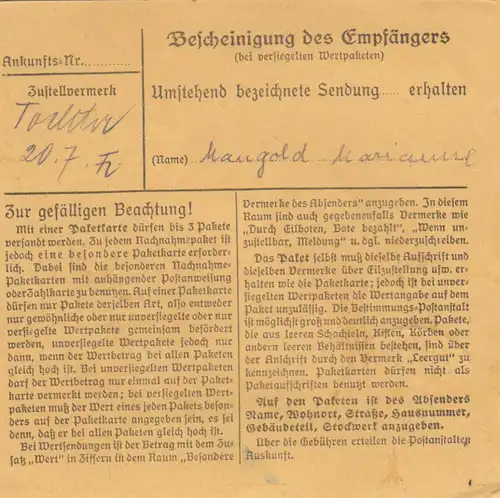 Ankunfts=Nr...........
Zustellvermerk
Tochter
20. 7. Fr
Bescheinigung des Empfängers
(bei versiegelten Wertpaketen)
Umstehend bezeichnete Sendung .... erhalten
(Name) Mangold Marianne
Zur gefälligen Beachtung!
Mit einer Paketkarte dürfen bis 3 Pakete
versandt werden. Zu jedem Nachnahmepaket ist
jedoch eine besondere Paketkarte erforder-
lich. Dabei sind die besonderen Nachnahme-
Paketkarten mit anhängender Postanweisung
oder Zahlkarte zu benutzen. Auf einer Paketkarte
dürfen nur Pakete derselben Art, also entweder
nur gewöhnliche oder nur unversiegelte oder nur
versiegelte Wertpakete gemeinsam befördert
werden, unversiegelte Wertpakete jedoch nur
dann, wenn der Wertbetrag bei allen Paketen
gleich hoch ist. Bei unversiegelten Wertpaketen
darf der Wertbetrag nur einmal auf der Paket-
karte vermerkt werden; bei versiegelten Wert-
paketen muß der Wert eines jeden Pakets beson-
ders auf der Paketkarte angegeben sein, es sei
denn, daß er bei allen Paketen gleich hoch ist.
Bei Wertsendungen ist der Betrag mit dem Zu-
satz „Wert" in Ziffern in dem Raum „Besondere
Vermerke des Absenders" anzugeben. In diesem
Raum sind auch gegebenenfalls Vermerke wie
„Durch Eilboten, Bote bezahlt", „Wenn un-
zustellbar, Meldung" u. dgl. niederzuschreiben.
Das Paket selbst muß dieselbe Aufschrift und
dieselben Vermerke über Eilzustellung usw. er-
halten wie die Paketkarte; jedoch ist bei unver-
siegelten Wertpaketen die Wertangabe auf dem
Paket unzulässig. Die Bestimmungs-Postanstalt
ist möglichst groß und deutlich anzugeben. Pakete,
die aus leeren Schachteln, Kisten, Körben oder
anderen leeren Behältnissen bestehen, sind über
der Anschrift durch den Vermerk „Leergut" zu
kennzeichnen. Paketkarten dürfen nicht als
Paketaufschriften benutzt werden.
Auf den Paketen ist des Absenders
Name, Wohnort, Straße, Hausnummer,
Gebäudeteil, Stockwerk anzugeben.
Über die Gebühren erteilen die Postanstalten
Auskunft.